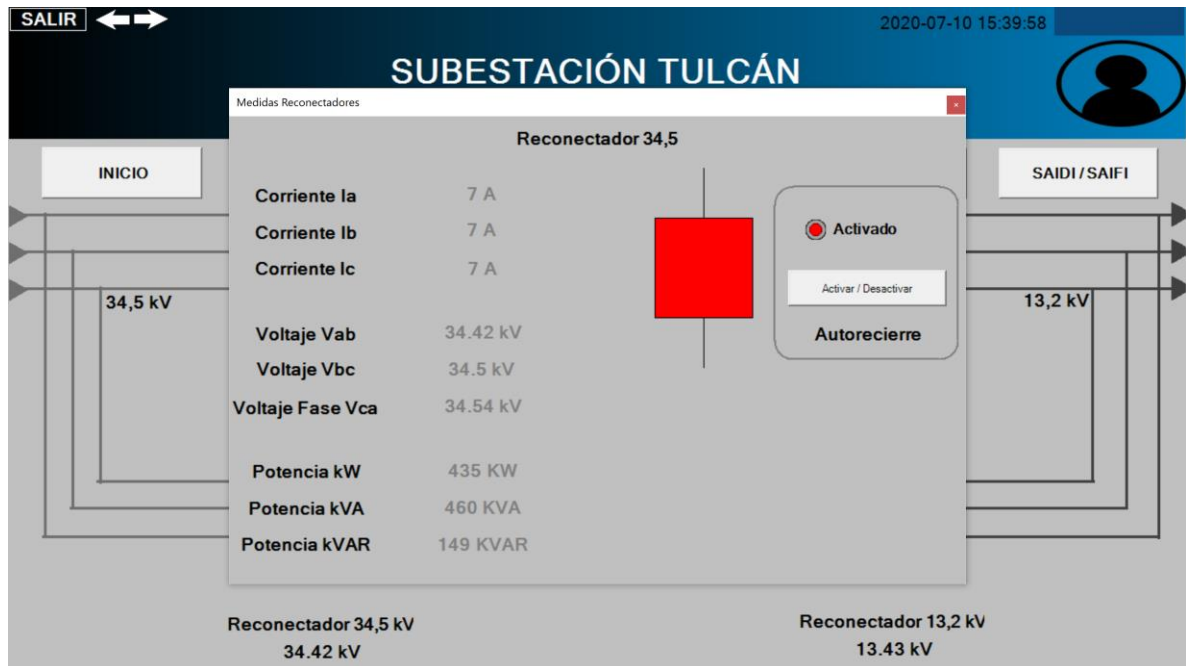 SALIR
2020-07-10 15:39:58
SUBESTACIÓN TULCÁN
Medidas Reconectadores
x
Reconectador 34,5
INICIO
SAIDI / SAIFI
Corriente Ia 7 A
Corriente Ib 7 A
Corriente Ic 7 A
Activado
Activar / Desactivar
Autorecierre
34,5 kV
13,2 kV
Voltaje Vab 34.42 kV
Voltaje Vbc 34.5 kV
Voltaje Fase Vca 34.54 kV
Potencia kW 435 KW
Potencia kVA 460 KVA
Potencia kVAR 149 KVAR
Reconectador 34,5 kV
34.42 kV
Reconectador 13,2 kV
13.43 kV